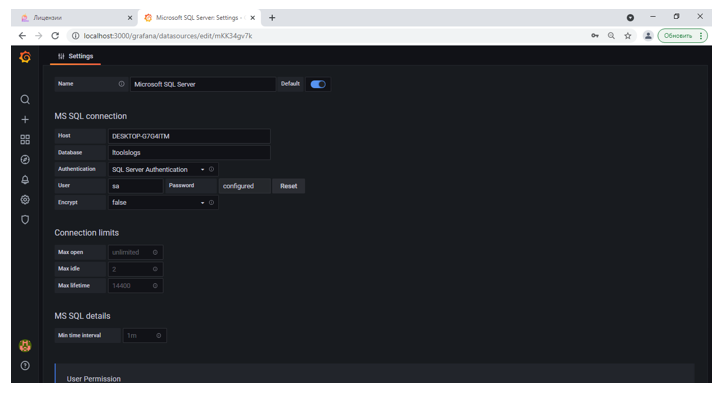 Лицензии
Microsoft SQL Server: Settings -
localhost:3000/grafana/datasources/edit/mKK34gv7k
Обновить
Settings
Name
Microsoft SQL Server
Default
MS SQL connection
Host
DESKTOP-G7G4ITM
Database
ltoolslogs
Authentication
SQL Server Authentication
User
sa
Password
configured
Reset
Encrypt
false
Connection limits
Max open
unlimited
Max idle
2
Max lifetime
14400
MS SQL details
Min time interval
1m
User Permission